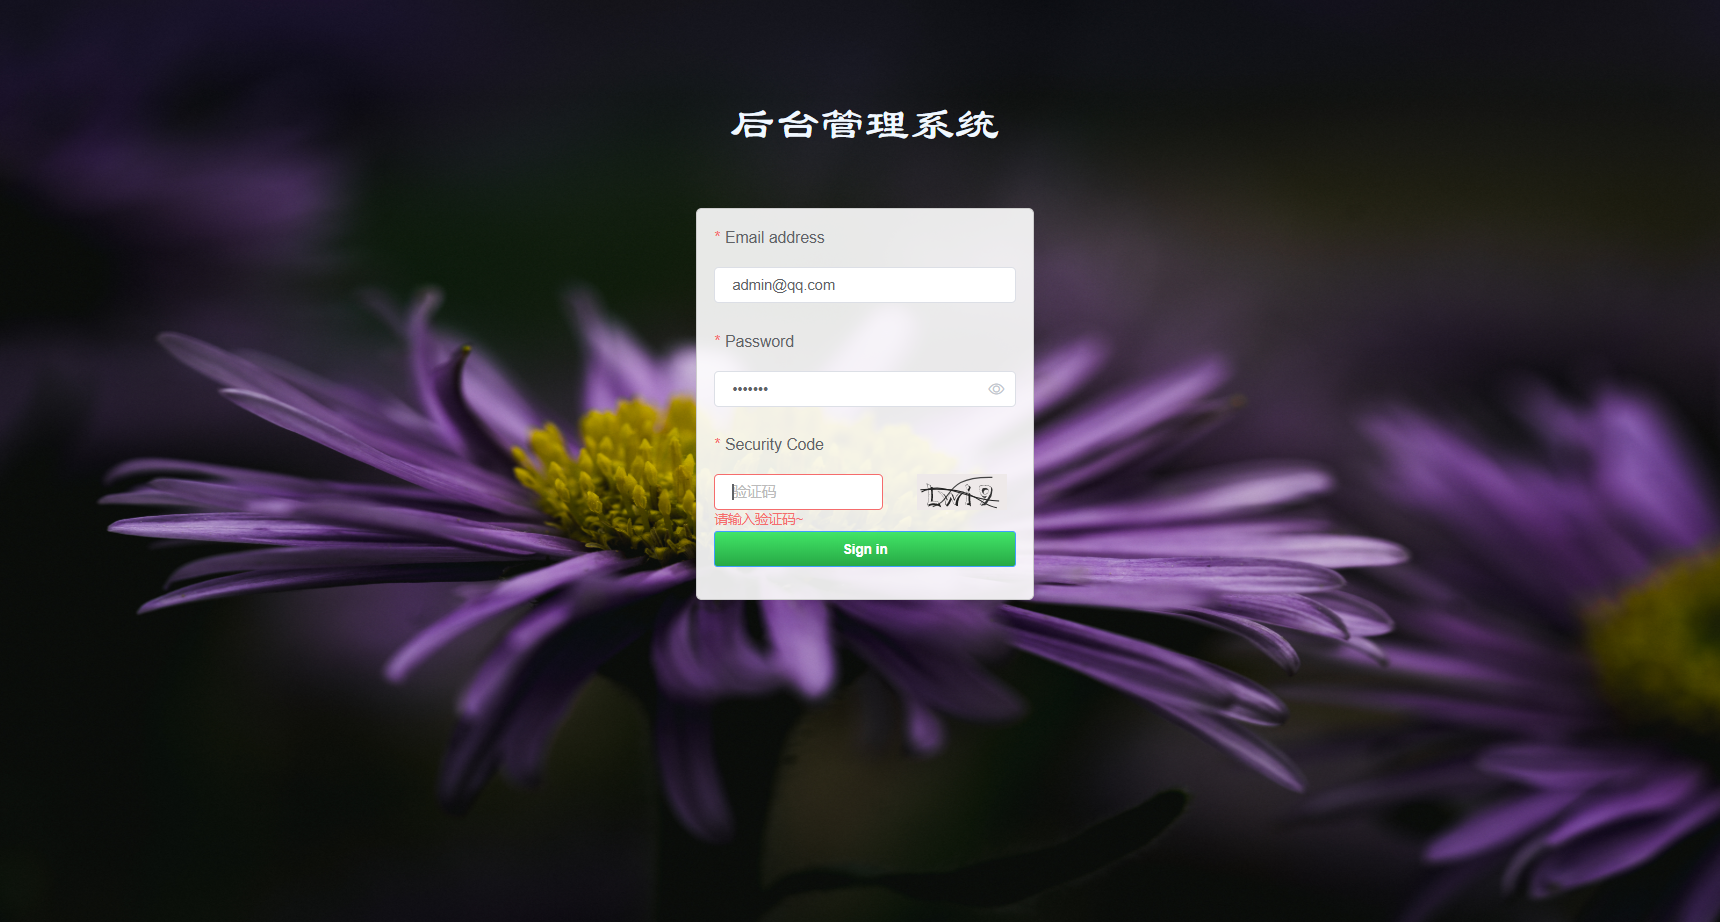 后台管理系统
* Email address
admin@qq.com
* Password
•••••••
* Security Code
验证码
请输入验证码~
Sign in